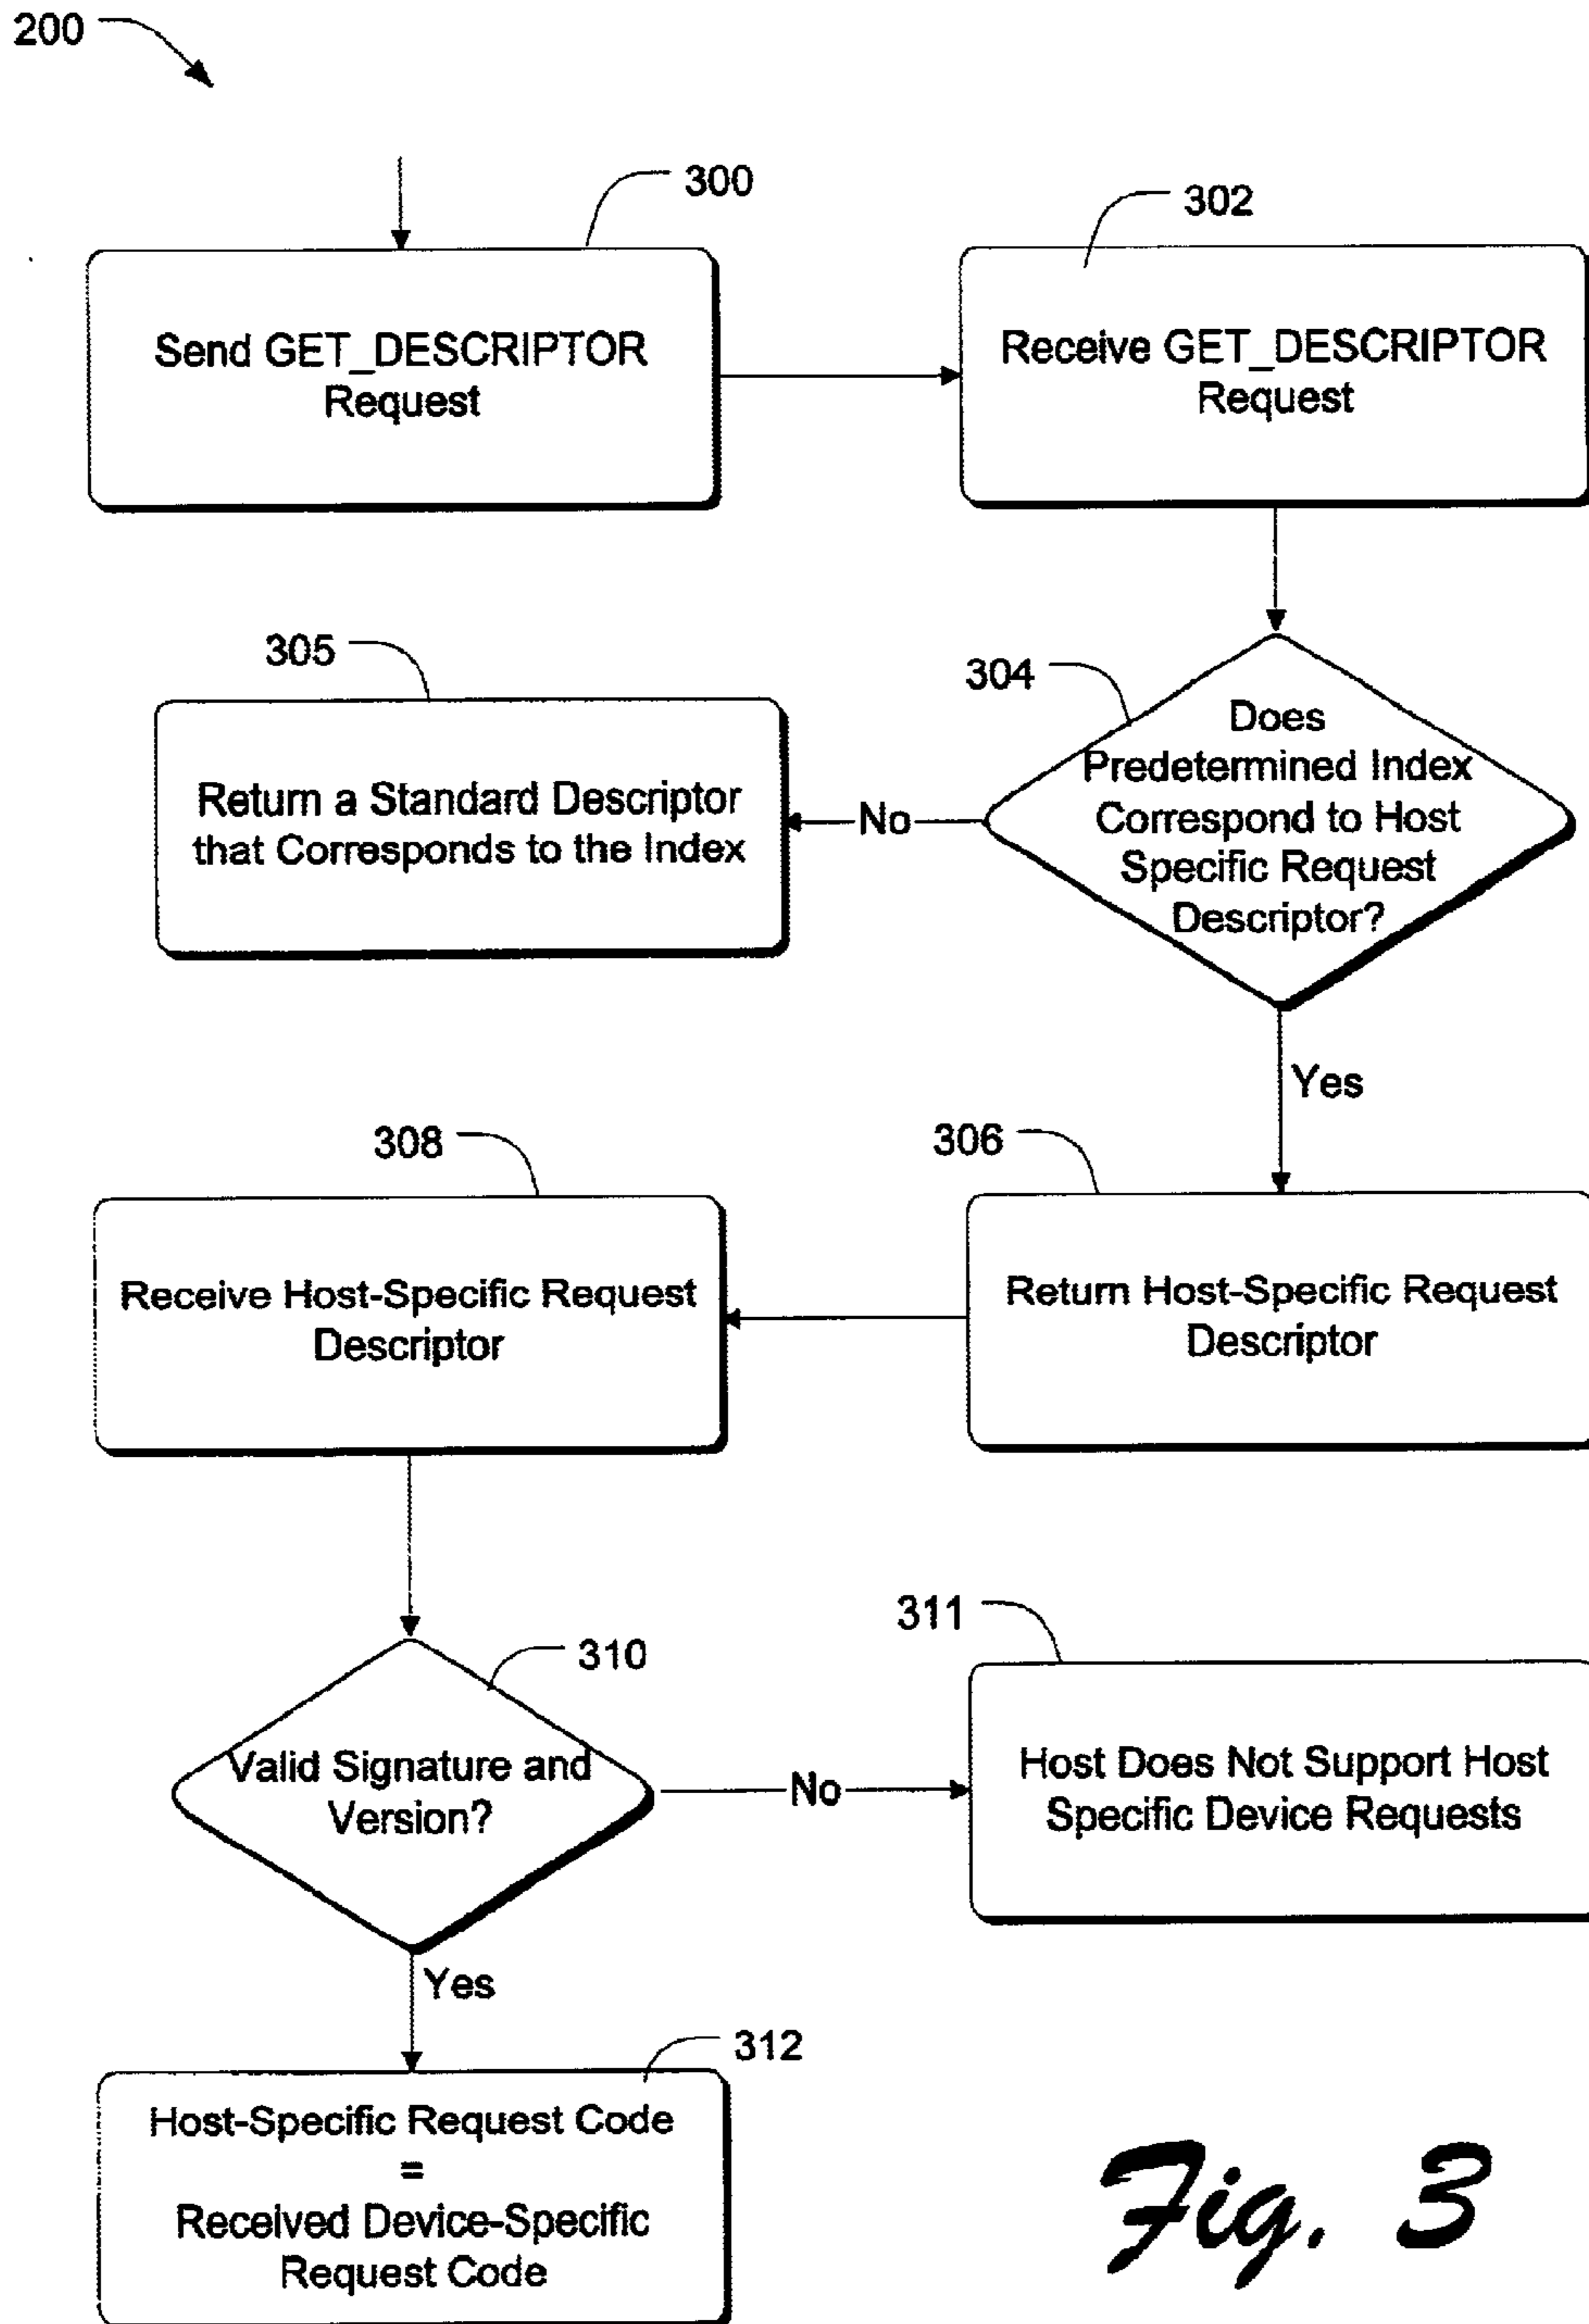 200
300
302
Send GET_DESCRIPTOR
Request
Receive GET_DESCRIPTOR
Request
305
304
Return a Standard Descriptor
that Corresponds to the Index
No
Does
Predetermined Index
Correspond to Host
Specific Request
Descriptor?
Yes
308
306
Receive Host-Specific Request
Descriptor
Return Host-Specific Request
Descriptor
310
311
Valid Signature and
Version?
No
Host Does Not Support Host
Specific Device Requests
Yes
312
Host-Specific Request Code
=
Received Device-Specific
Request Code
Fig. 3